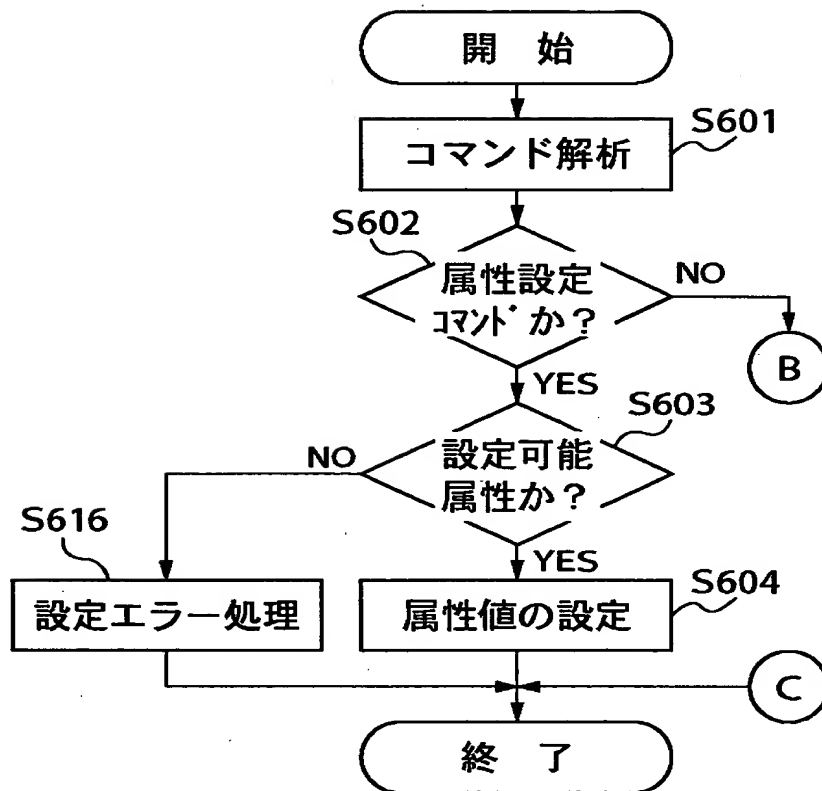 開 始
S601
コマンド解析
S602
属性設定
コマンドか？
NO
B
YES
S603
設定可能
属性か？
NO
S616
設定エラー処理
YES
S604
属性値の設定
C
終 了